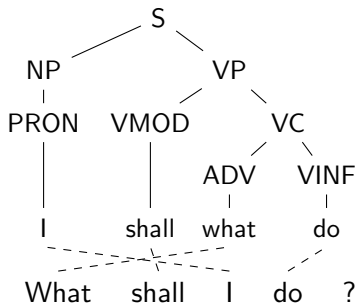 S
NP VP
PRON VMOD VC
ADV VINF
I shall what do
What shall I do ?